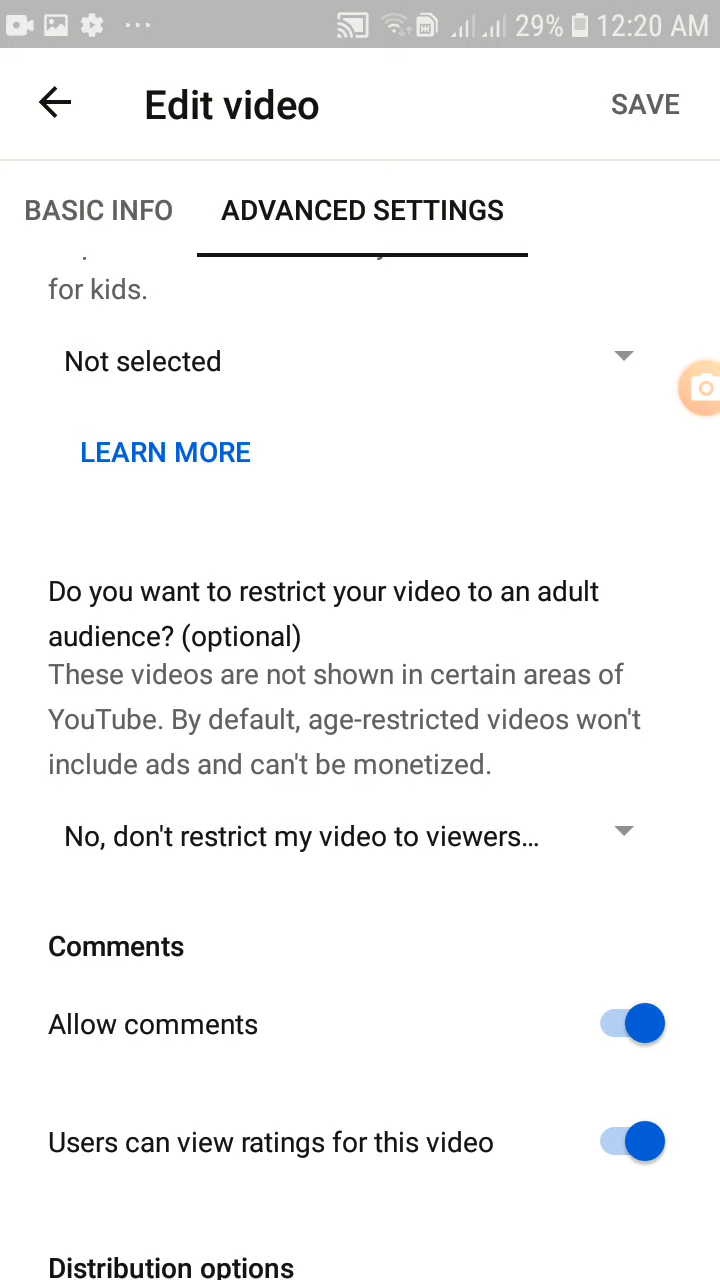 29% 12:20 AM
Edit video SAVE
BASIC INFO ADVANCED SETTINGS
for kids.
Not selected
LEARN MORE
Do you want to restrict your video to an adult
audience? (optional)
These videos are not shown in certain areas of
YouTube. By default, age-restricted videos won't
include ads and can't be monetized.
No, don't restrict my video to viewers...
Comments
Allow comments
Users can view ratings for this video
Distribution options